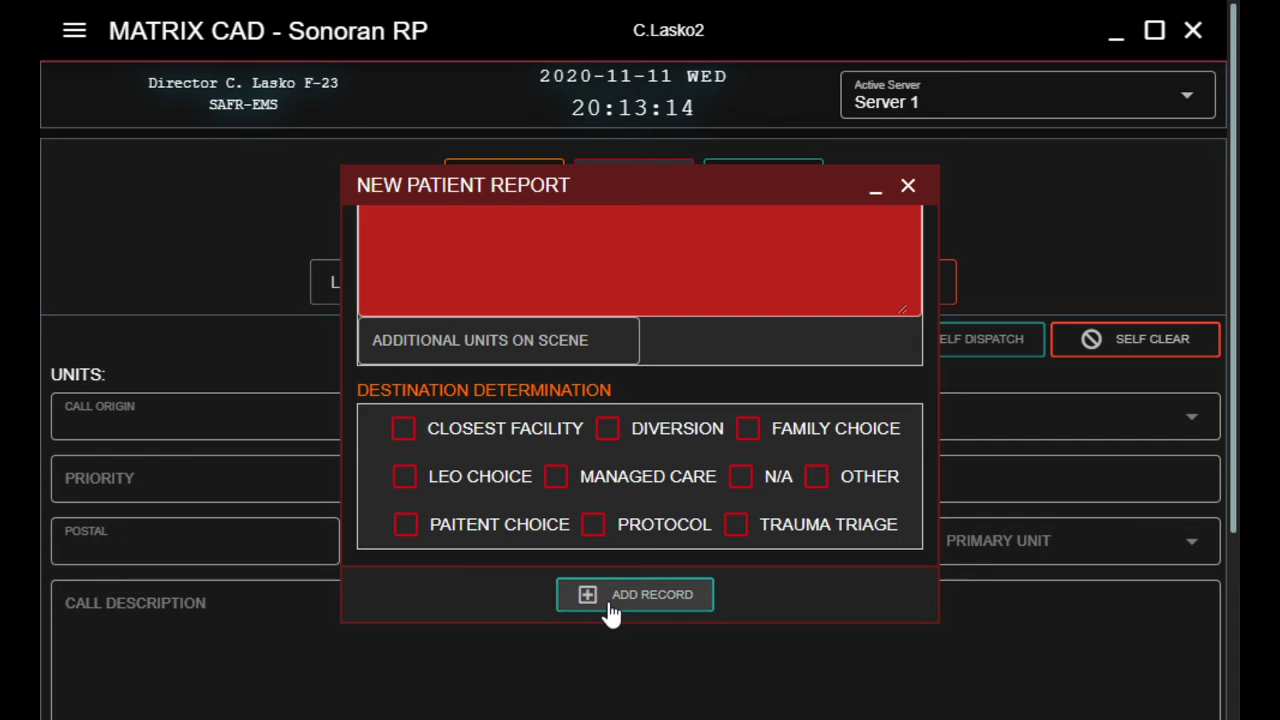 MATRIX CAD - Sonoran RP
C.Lasko2
Director C. Lasko F-23
SAFR-EMS
2020-11-11 WED
20:13:14
Active Server
Server 1
NEW PATIENT REPORT
L
ADDITIONAL UNITS ON SCENE
ELF DISPATCH
SELF CLEAR
DESTINATION DETERMINATION
CLOSEST FACILITY
DIVERSION
FAMILY CHOICE
LEO CHOICE
MANAGED CARE
N/A
OTHER
PAITENT CHOICE
PROTOCOL
TRAUMA TRIAGE
ADD RECORD
UNITS:
CALL ORIGIN
PRIORITY
POSTAL
PRIMARY UNIT
CALL DESCRIPTION